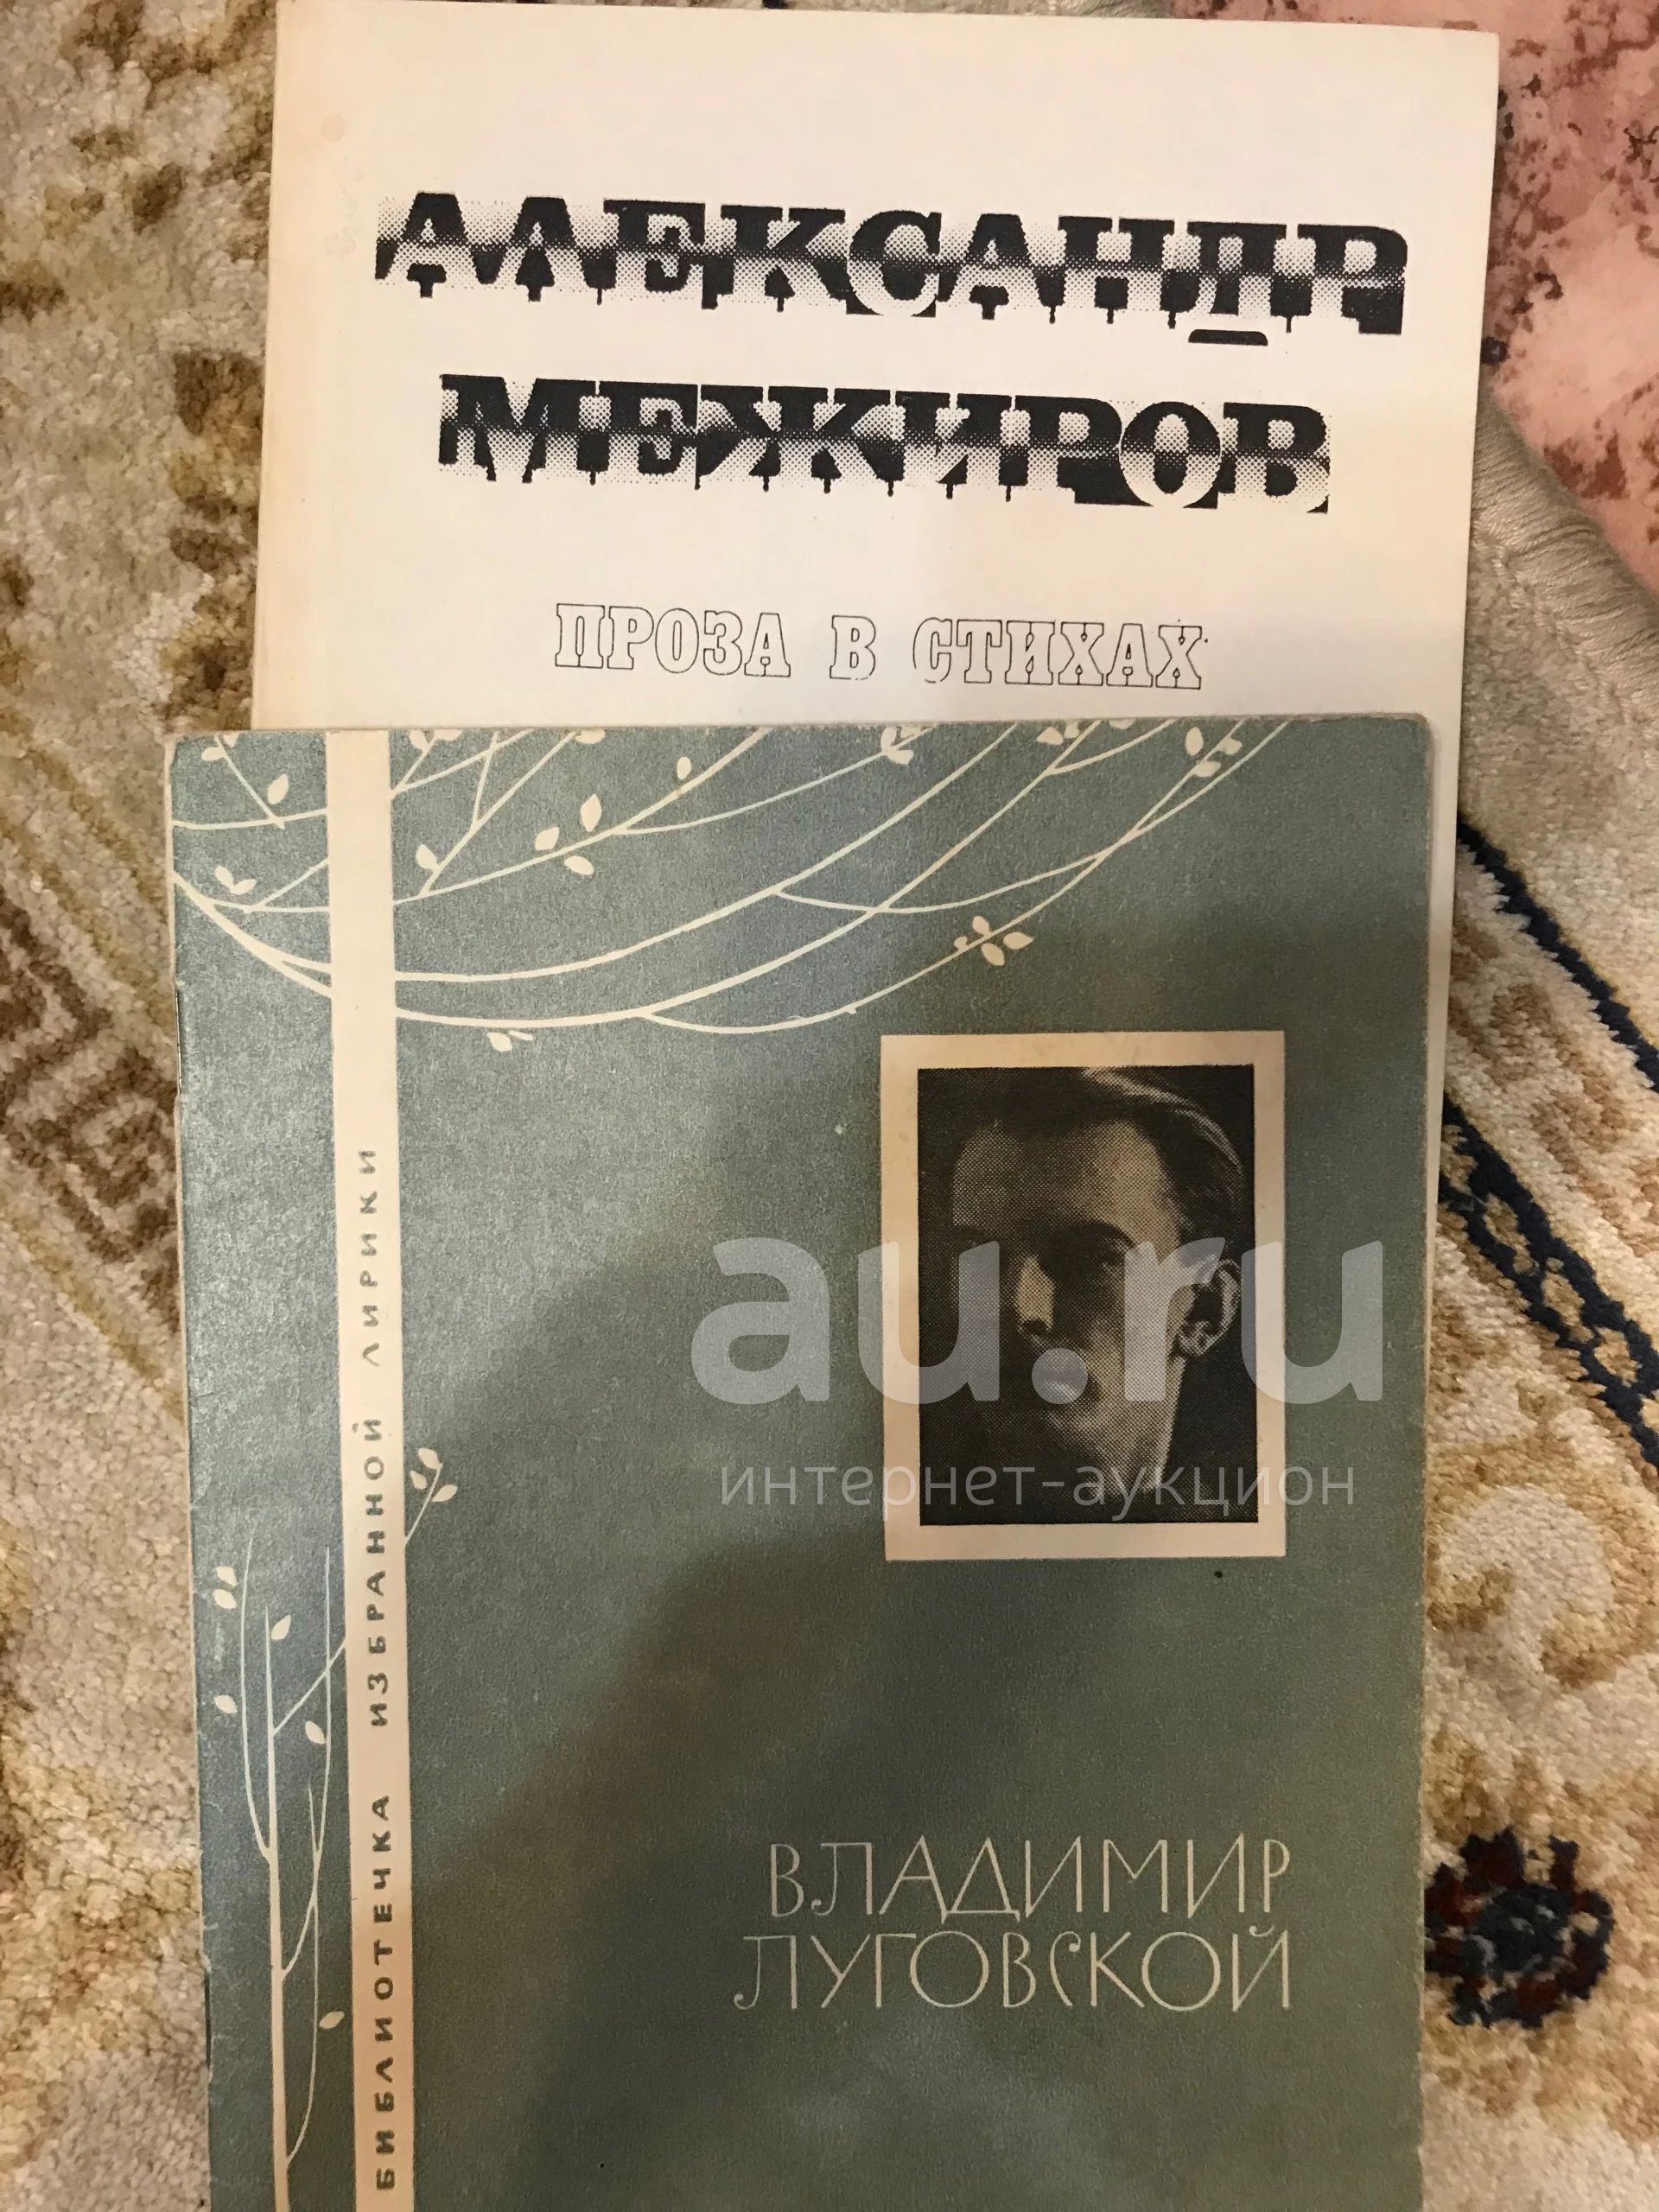 АЛЕКСАНДР
МЕЖИРОВ
ПРОЗА В СТИХАХ
БИБЛИОТЕЧКА ИЗБРАННОЙ ЛИРИКИ
au.ru
интернет-аукцион
ВЛАДИМИР
ЛУГОВСКОЙ